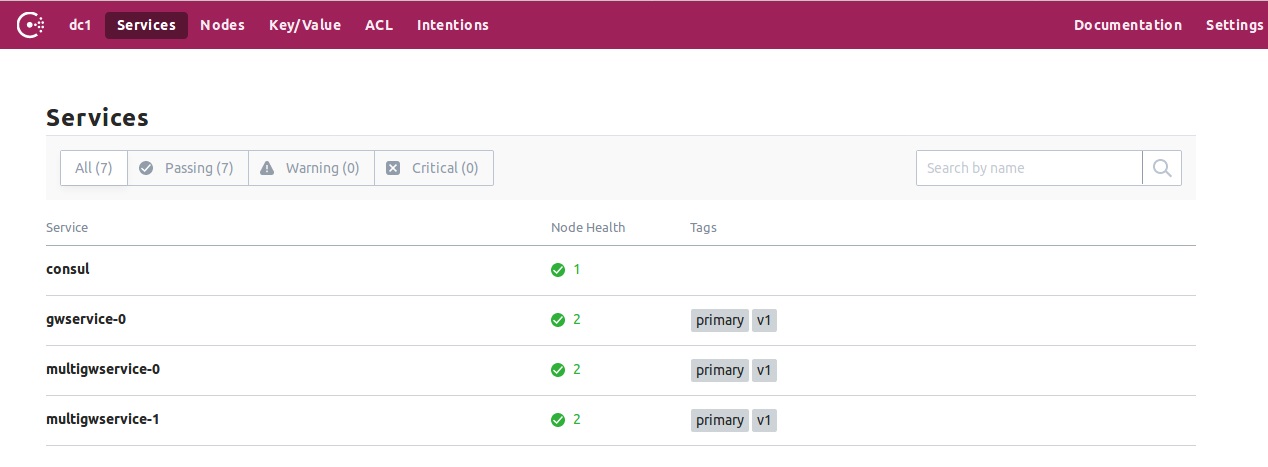 dc1 Services Nodes Key/Value ACL Intentions Documentation Settings
Services
All (7) Passing (7) Warning (0) Critical (0) Search by name
Service Node Health Tags
consul 1
gwservice-0 2 primary v1
multigwservice-0 2 primary v1
multigwservice-1 2 primary v1